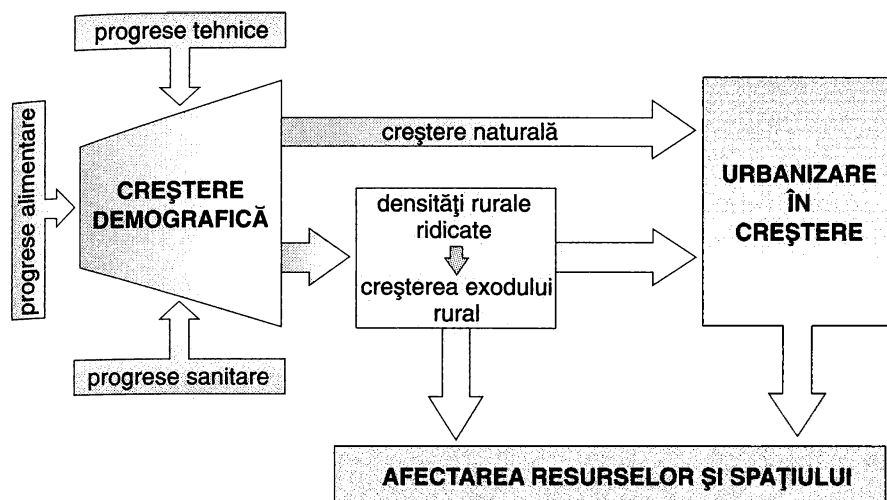 progrese tehnice
progrese alimentare
CREŞTERE
DEMOGRAFICĂ
progrese sanitare
creştere naturală
densităţi rurale
ridicate
creşterea exodului
rural
URBANIZARE
ÎN
CREŞTERE
AFECTAREA RESURSELOR ŞI SPAŢIULUI